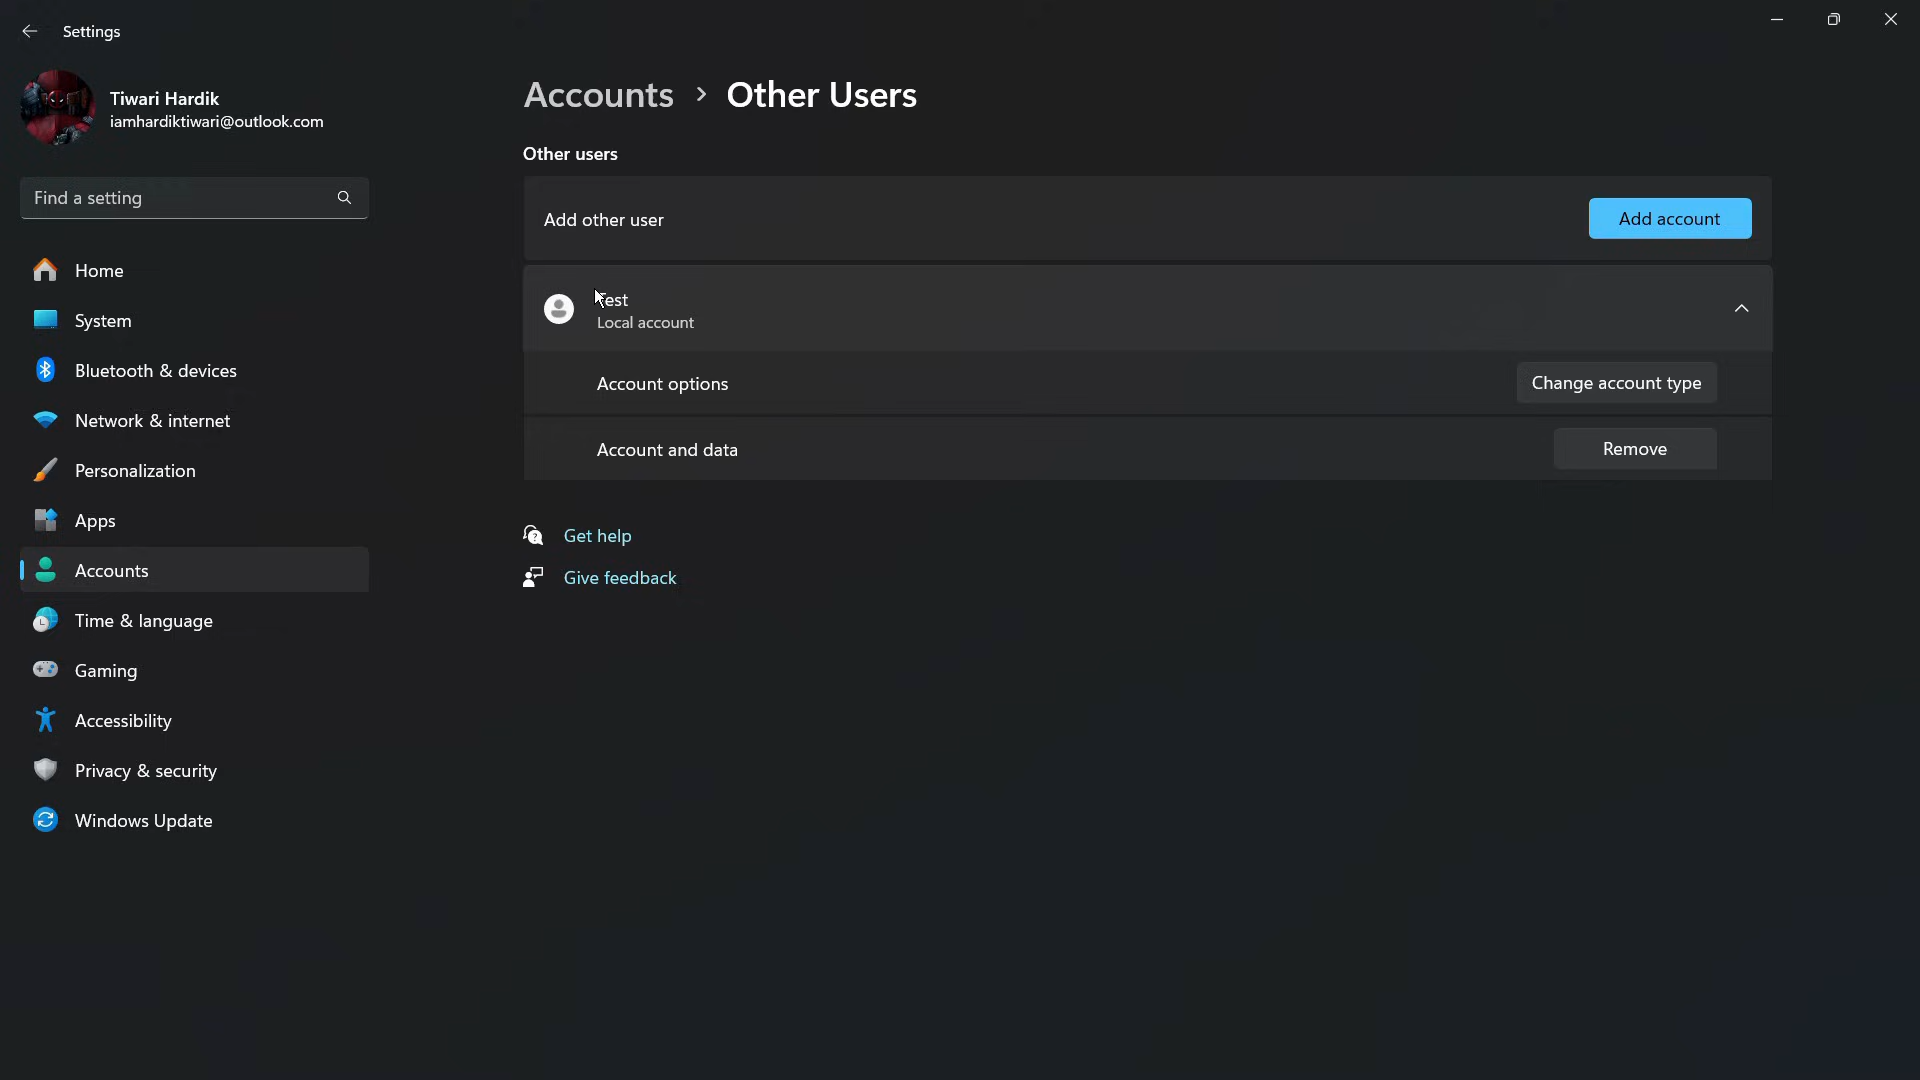 Settings
Tiwari Hardik
iamhardiktiwari@outlook.com
Find a setting
Home
System
Bluetooth & devices
Network & internet
Personalization
Apps
Accounts
Time & language
Gaming
Accessibility
Privacy & security
Windows Update
Accounts > Other Users
Other users
Add other user
Add account
Test
Local account
Account options
Change account type
Account and data
Remove
Get help
Give feedback